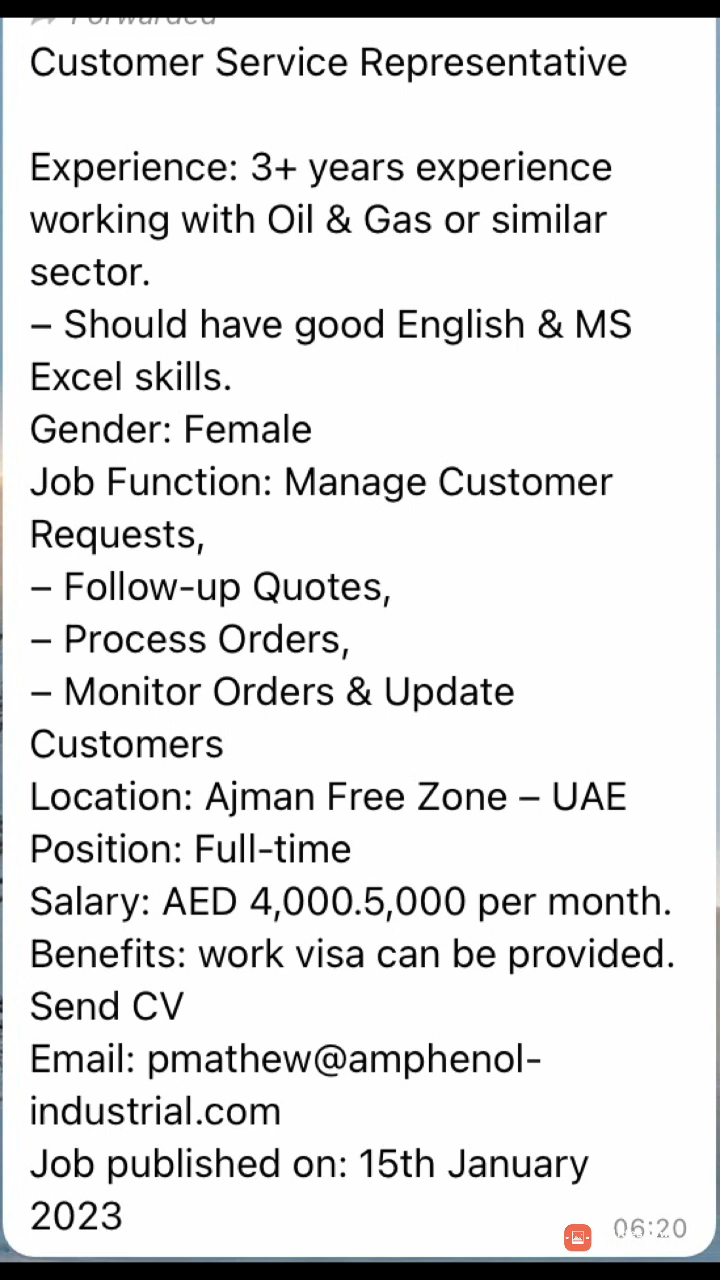 Forwarded
Customer Service Representative
Experience: 3+ years experience
working with Oil & Gas or similar
sector.
– Should have good English & MS
Excel skills.
Gender: Female
Job Function: Manage Customer
Requests,
– Follow-up Quotes,
– Process Orders,
– Monitor Orders & Update
Customers
Location: Ajman Free Zone – UAE
Position: Full-time
Salary: AED 4,000.5,000 per month.
Benefits: work visa can be provided.
Send CV
Email: pmathew@amphenol-
industrial.com
Job published on: 15th January
2023
06:20